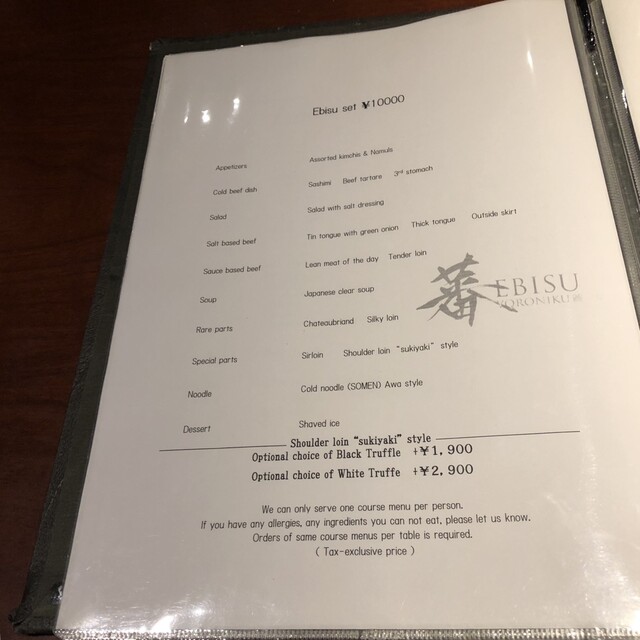 Ebisu set ¥10000
Appetizers Assorted kimchis & Namuls
Cold beef dish Sashimi Beef tartare 3rd stomach
Salad Salad with salt dressing
Salt based beef Tin tongue with green onion Thick tongue Outside skirt
Sauce based beef Lean meat of the day Tender loin
Soup Japanese clear soup
蕃 EBISU
YORONIKU
Rare parts Chateaubriand Silky loin
Special parts Sirloin Shoulder loin “sukiyaki” style
Noodle Cold noodle (SOMEN) Awa style
Dessert Shaved ice
Shoulder loin “sukiyaki” style
Optional choice of Black Truffle +¥1,900
Optional choice of White Truffe +¥2,900
We can only serve one course menu per person.
If you have any allergies, any ingredients you can not eat, please let us know.
Orders of same course menus per table is required.
( Tax-exclusive price )